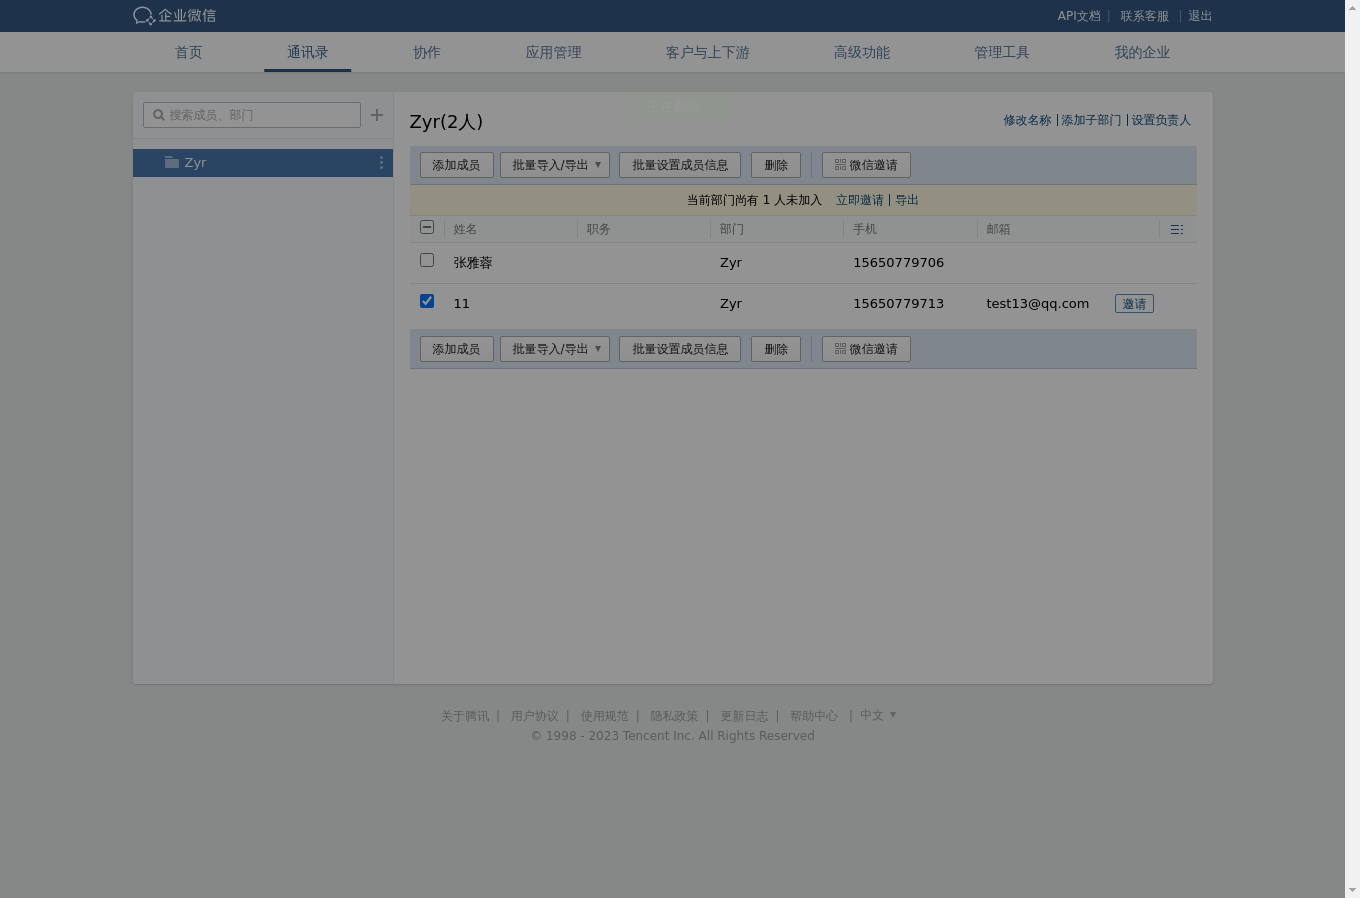 企业微信
API文档 | 联系客服 | 退出
首页 通讯录 协作 应用管理 客户与上下游 高级功能 管理工具 我的企业
搜索成员、部门
Zyr
Zyr(2人)
修改名称 | 添加子部门 | 设置负责人
添加成员 批量导入/导出 批量设置成员信息 删除 微信邀请
当前部门尚有 1 人未加入 立即邀请 | 导出
姓名 职务 部门 手机 邮箱
张雅蓉 Zyr 15650779706
11 Zyr 15650779713 test13@qq.com 邀请
添加成员 批量导入/导出 批量设置成员信息 删除 微信邀请
关于腾讯 | 用户协议 | 使用规范 | 隐私政策 | 更新日志 | 帮助中心 | 中文
© 1998 - 2023 Tencent Inc. All Rights Reserved